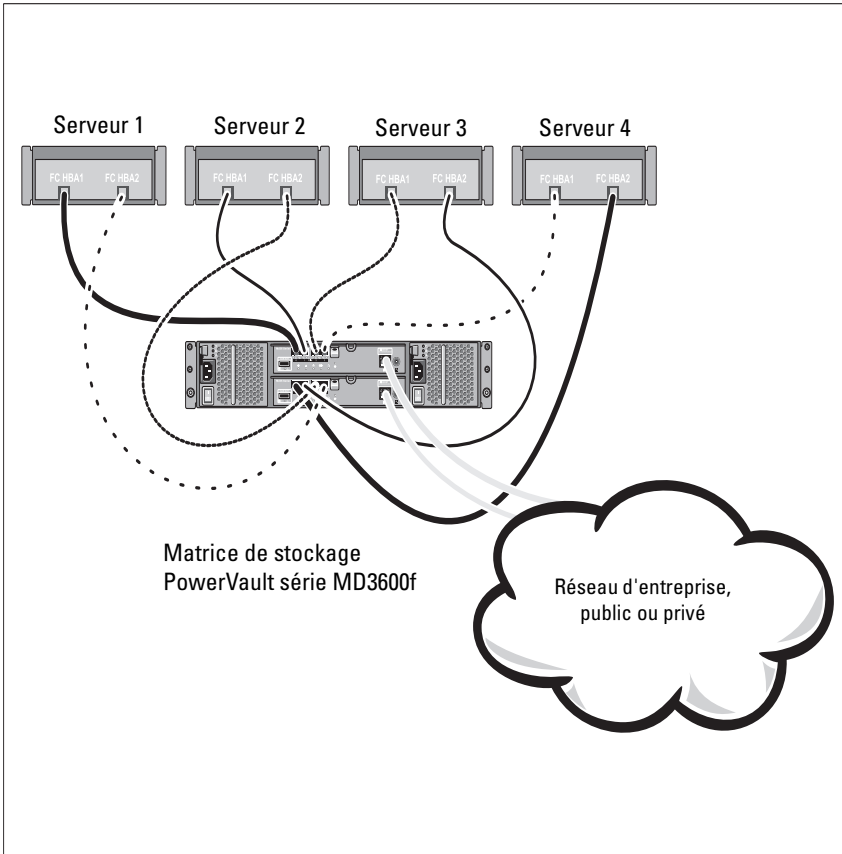 Serveur 1
Serveur 2
Serveur 3
Serveur 4
FC HBA1
FC HBA2
FC HBA1
FC HBA2
FC HBA1
FC HBA2
FC HBA1
FC HBA2
Matrice de stockage
PowerVault série MD3600f
Réseau d'entreprise,
public ou privé